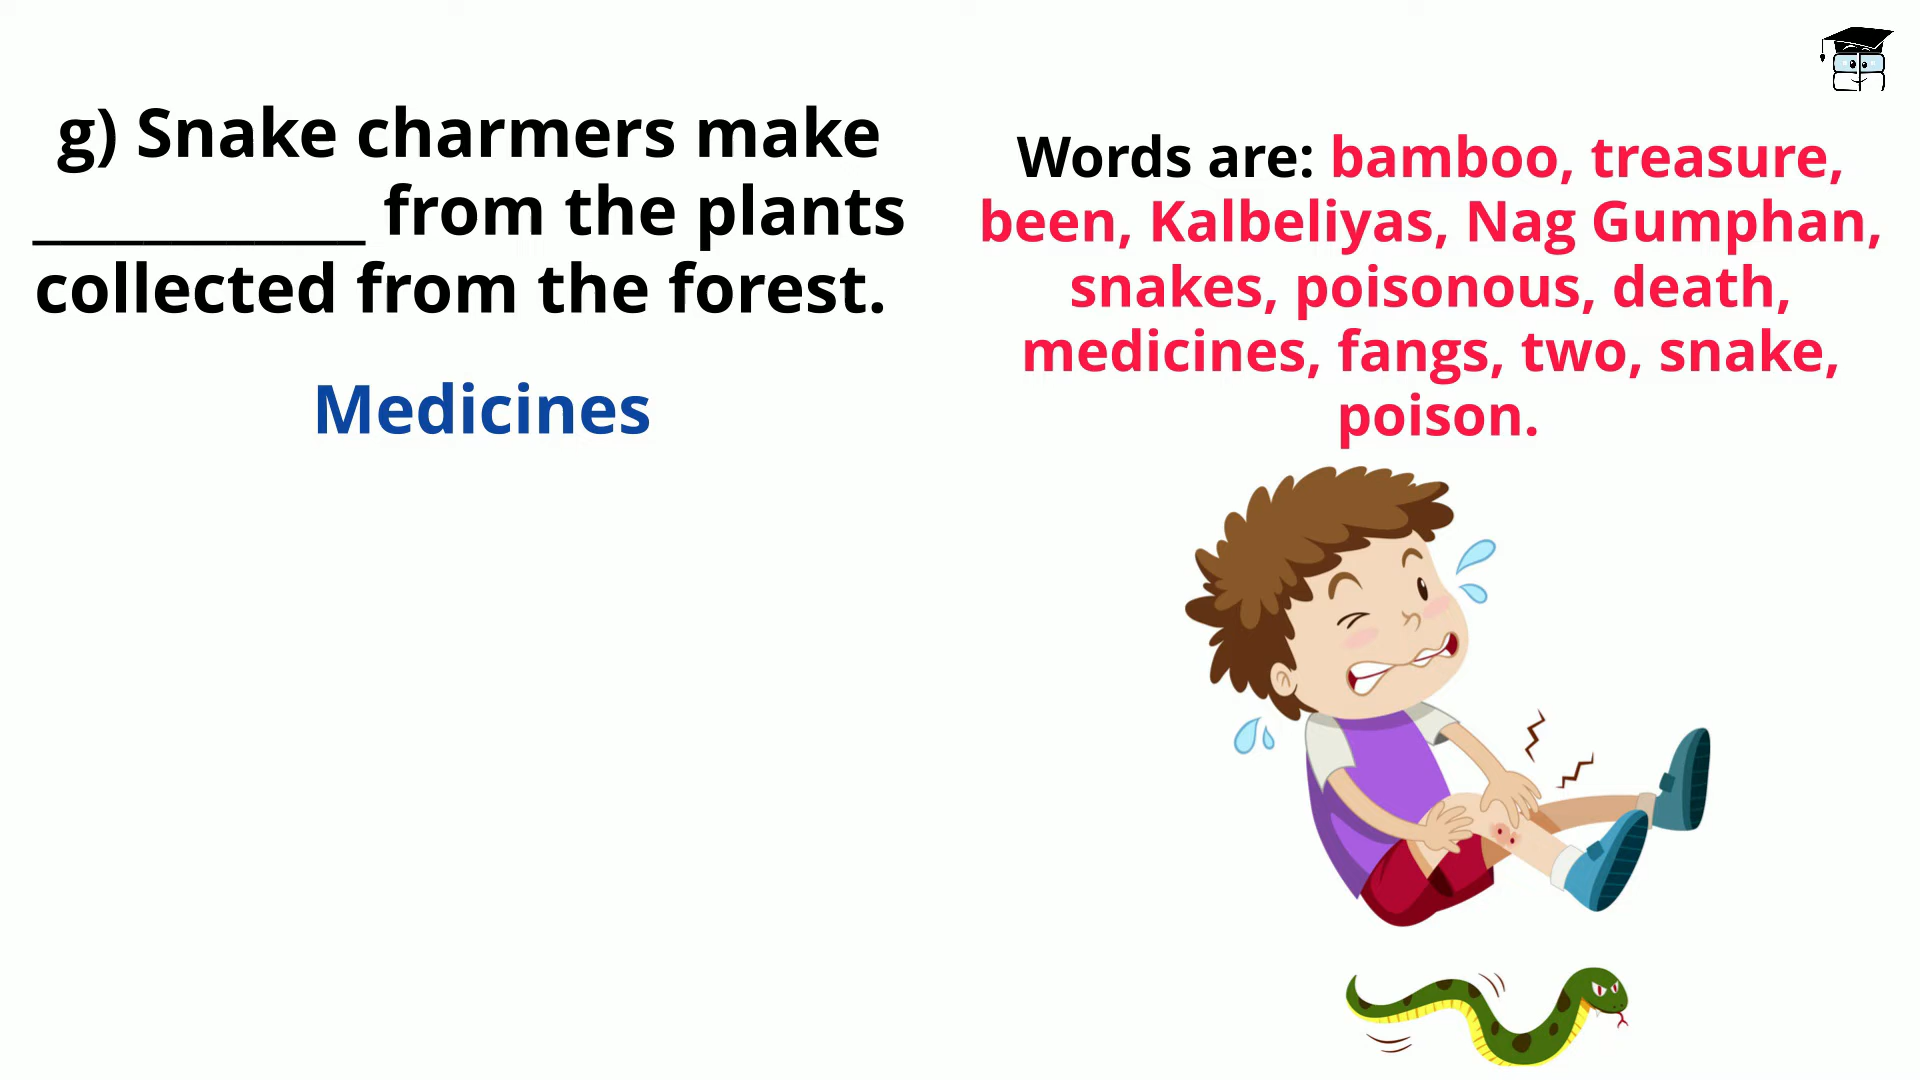 g) Snake charmers make
____________ from the plants
collected from the forest.
Medicines
Words are: bamboo, treasure,
been, Kalbeliyas, Nag Gumphan,
snakes, poisonous, death,
medicines, fangs, two, snake,
poison.